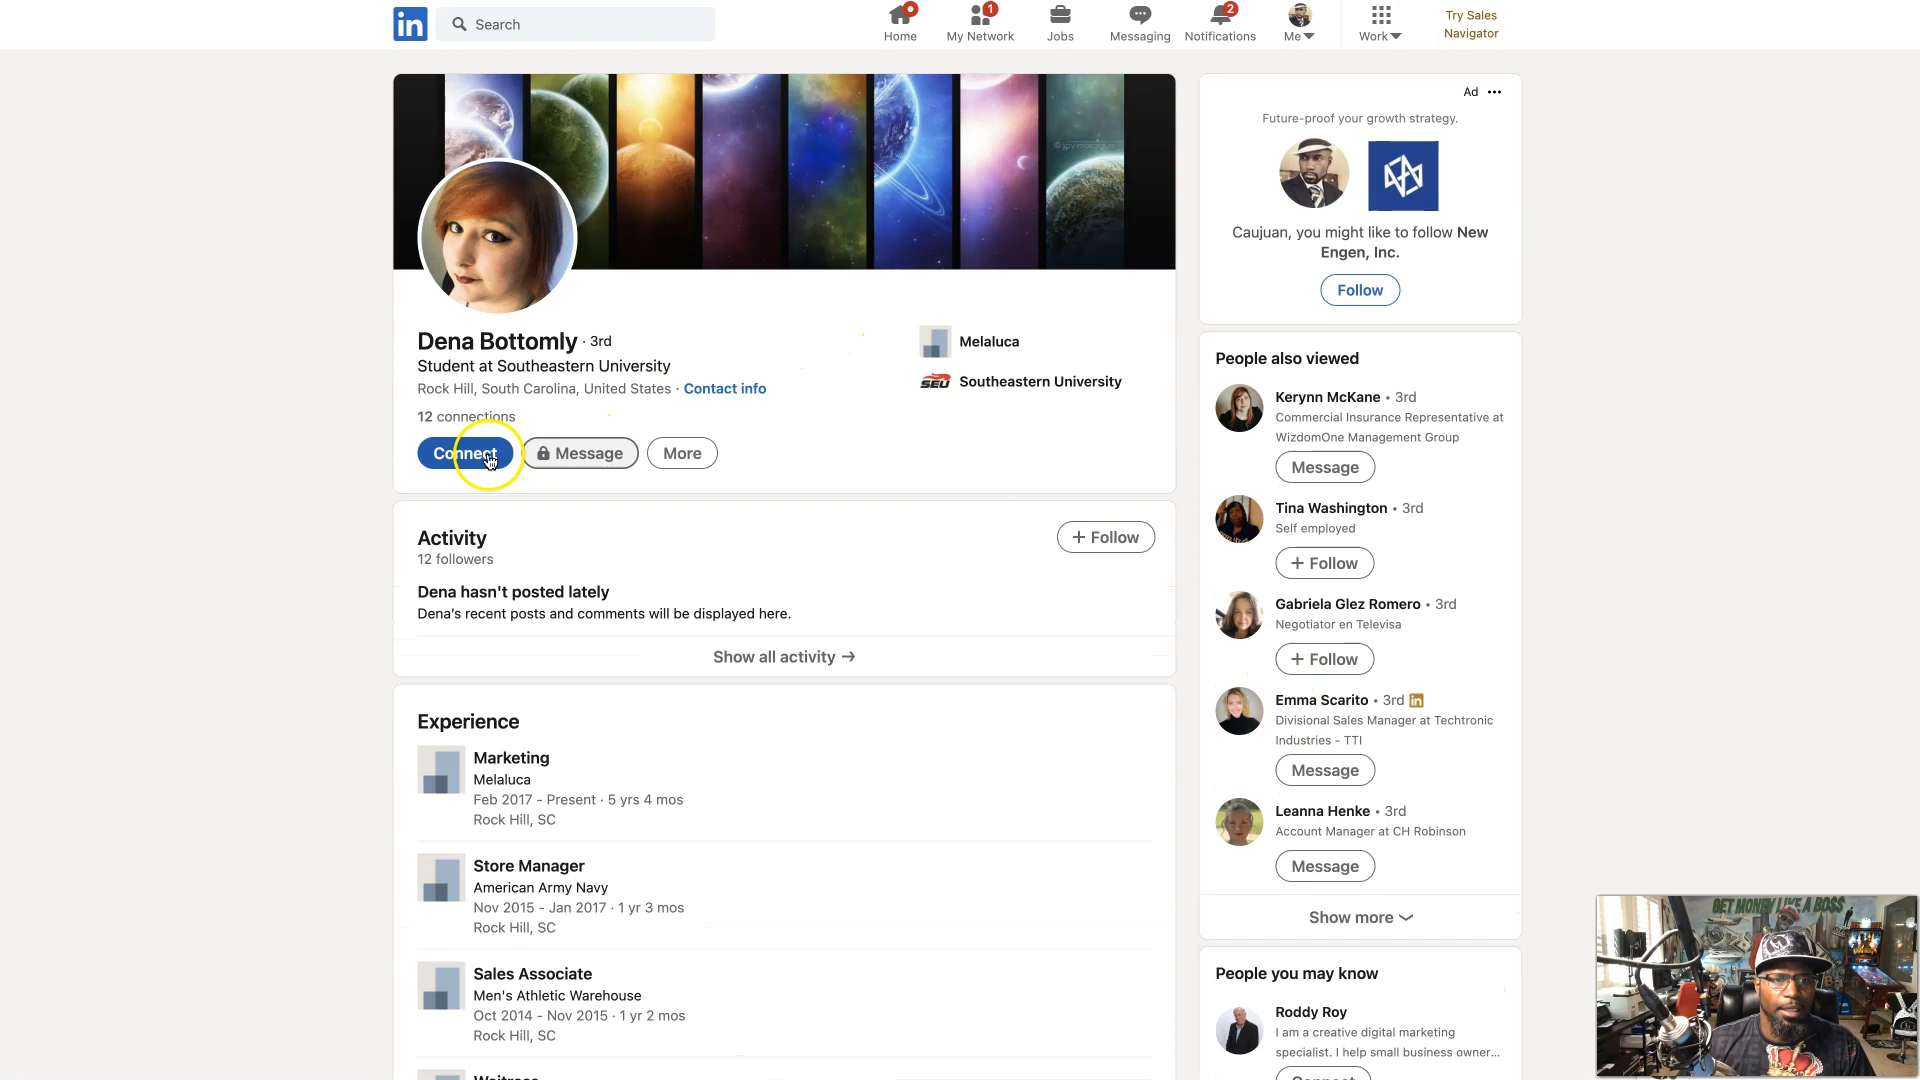 in
Search
Home
1
My Network
Jobs
Messaging
2
Notifications
Me
Work
Try Sales
Navigator
© jpy-maragne
Dena Bottomly · 3rd
Student at Southeastern University
Rock Hill, South Carolina, United States · Contact info
12 connections
Connect
Message
More
Melaluca
SEU Southeastern University
Activity
12 followers
+ Follow
Dena hasn't posted lately
Dena's recent posts and comments will be displayed here.
Show all activity →
Experience
Marketing
Melaluca
Feb 2017 - Present · 5 yrs 4 mos
Rock Hill, SC
Store Manager
American Army Navy
Nov 2015 - Jan 2017 · 1 yr 3 mos
Rock Hill, SC
Sales Associate
Men's Athletic Warehouse
Oct 2014 - Nov 2015 · 1 yr 2 mos
Rock Hill, SC
Waitress
Ad •••
Future-proof your growth strategy.
Caujuan, you might like to follow New
Engen, Inc.
Follow
People also viewed
Kerynn McKane • 3rd
Commercial Insurance Representative at
WizdomOne Management Group
Message
Tina Washington • 3rd
Self employed
+ Follow
Gabriela Glez Romero • 3rd
Negotiator en Televisa
+ Follow
Emma Scarito • 3rd in
Divisional Sales Manager at Techtronic
Industries - TTI
Message
Leanna Henke • 3rd
Account Manager at CH Robinson
Message
Show more
People you may know
Roddy Roy
I am a creative digital marketing
specialist. I help small business owner...
Connect
GET MONEY LIKE A BOSS